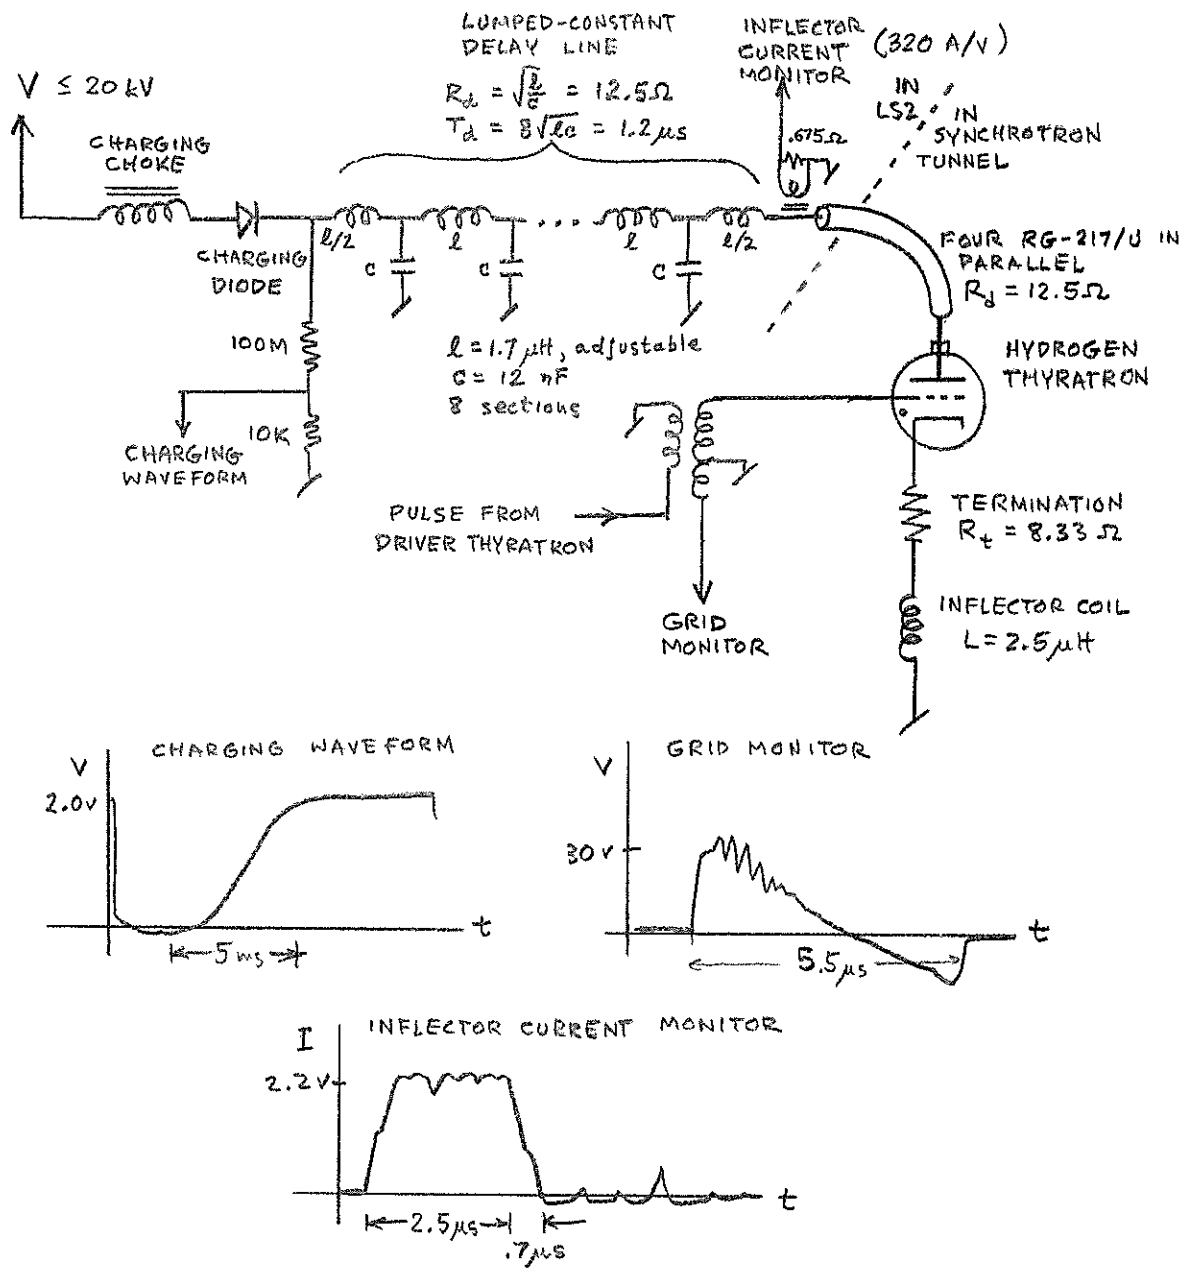 LUMPED-CONSTANT
DELAY LINE
R_d = √(l/c) = 12.5Ω
T_d = 8√lc = 1.2 μs
INFLECTOR
CURRENT (320 A/V)
MONITOR
IN
LS2
IN
SYNCHROTRON
TUNNEL
V ≤ 20 kV
CHARGING
CHOKE
.675Ω
l/2
l
...
l
l/2
C
C
C
CHARGING
DIODE
FOUR RG-217/U IN
PARALLEL
R_d = 12.5Ω
100M
l = 1.7 μH, adjustable
C = 12 nF
8 sections
HYDROGEN
THYRATRON
10K
CHARGING
WAVEFORM
PULSE FROM
DRIVER THYRATRON
TERMINATION
R_t = 8.33 Ω
GRID
MONITOR
INFLECTOR COIL
L = 2.5 μH
CHARGING WAVEFORM
V
2.0V
t
5 ms
GRID MONITOR
V
30V
t
5.5 μs
INFLECTOR CURRENT MONITOR
I
2.2V
t
2.5 μs
.7 μs